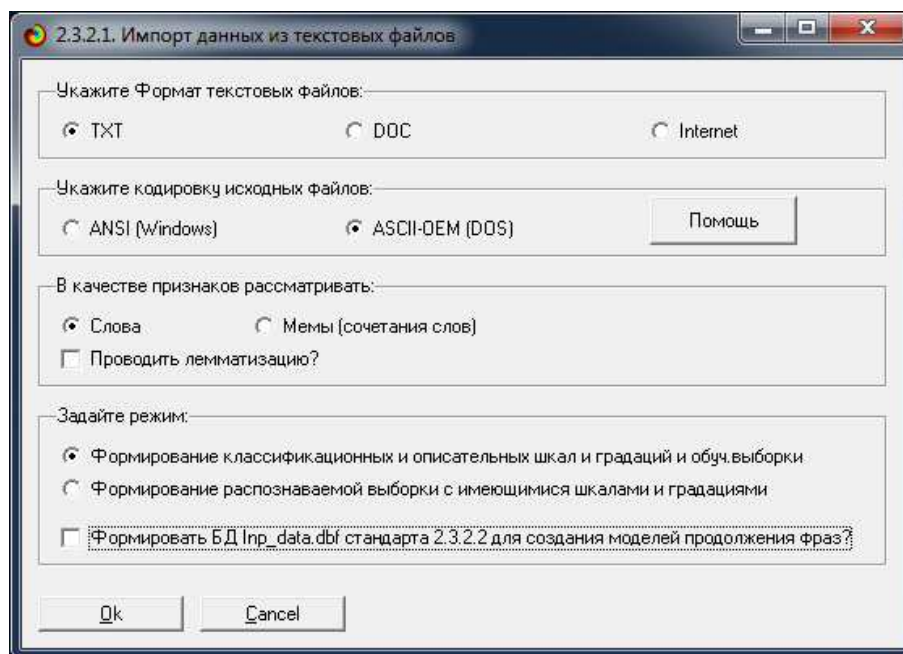 2.3.2.1. Импорт данных из текстовых файлов
Укажите Формат текстовых файлов:
TXT DOC Internet
Укажите кодировку исходных файлов:
ANSI (Windows) ASCII-OEM (DOS) Помощь
В качестве признаков рассматривать:
Слова Мемы (сочетания слов)
Проводить лемматизацию?
Задайте режим:
Формирование классификационных и описательных шкал и градаций и обуч.выборки
Формирование распознаваемой выборки с имеющимися шкалами и градациями
Формировать БД Inp_data.dbf стандарта 2.3.2.2 для создания моделей продолжения фраз?
Ok Cancel